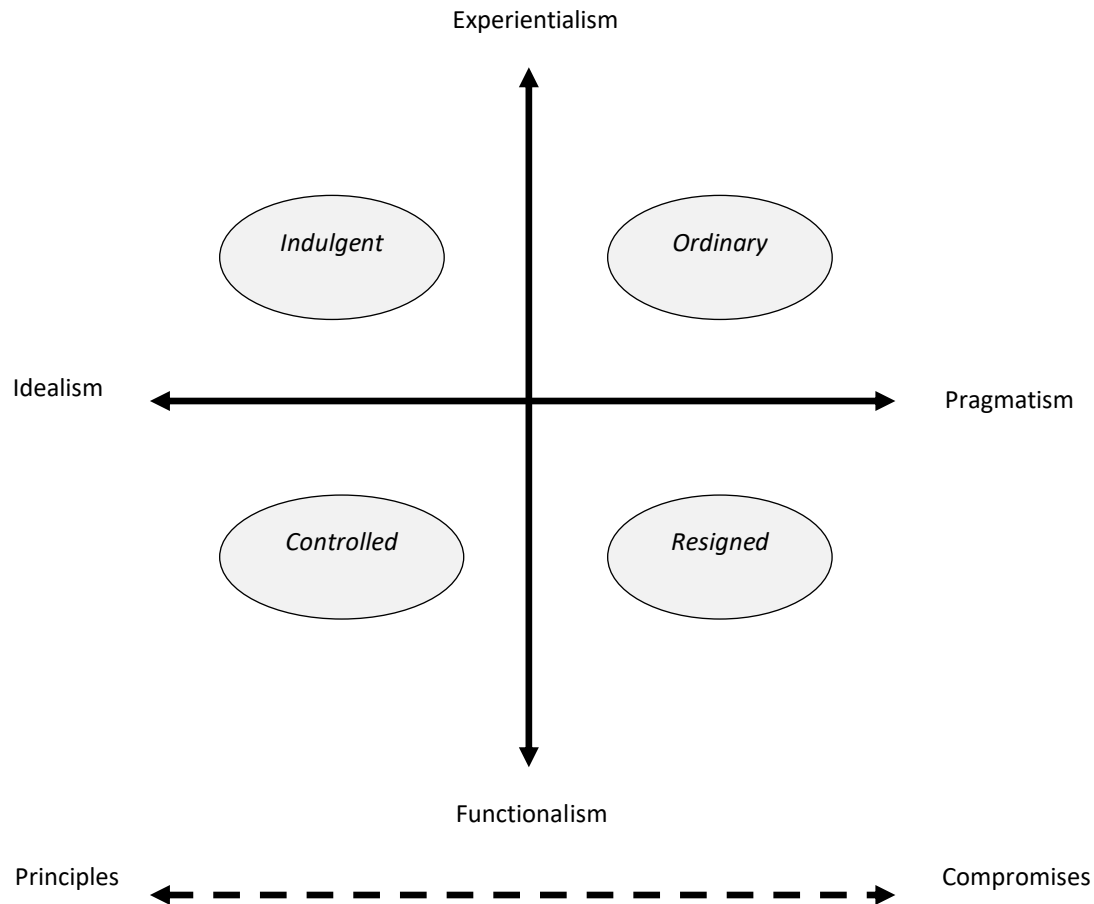 Experientialism
Indulgent
Ordinary
Idealism
Pragmatism
Controlled
Resigned
Functionalism
Principles
Compromises